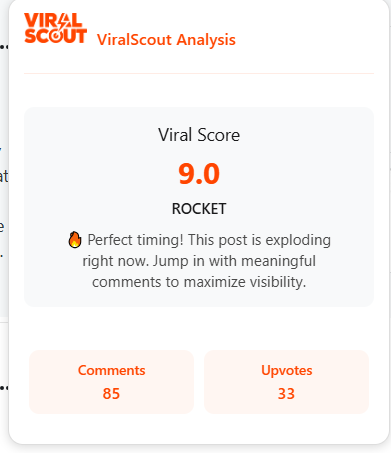 VIRAL
SCOUT
ViralScout Analysis
Viral Score
9.0
ROCKET
🔥 Perfect timing! This post is exploding
right now. Jump in with meaningful
comments to maximize visibility.
Comments
85
Upvotes
33